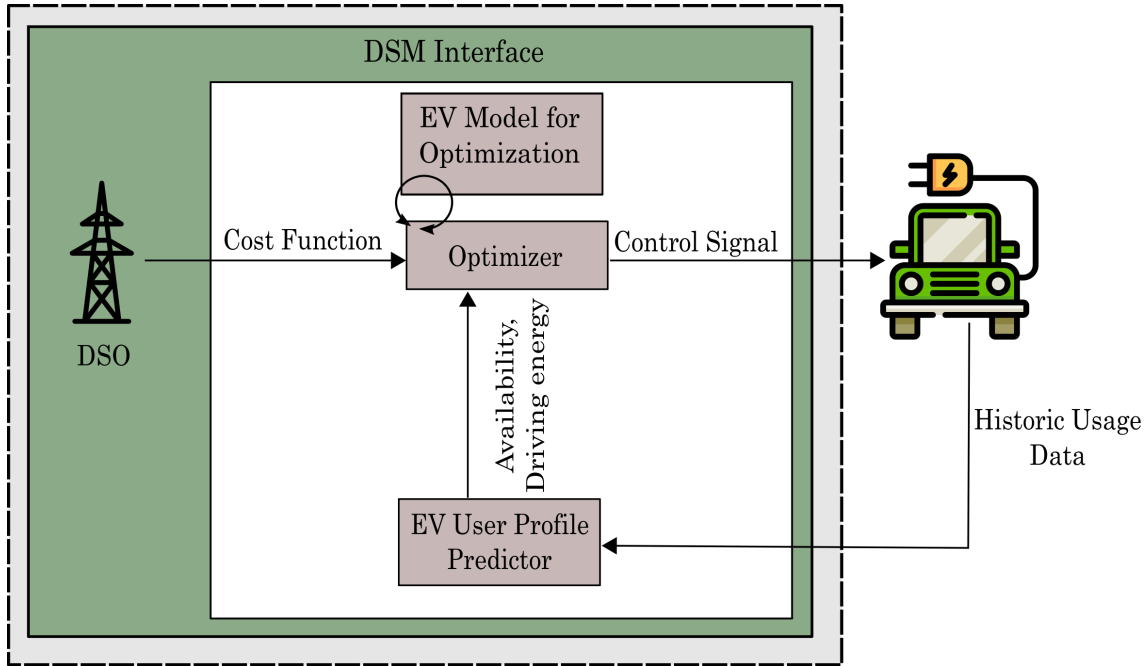 DSM Interface
EV Model for
Optimization
Cost Function
Optimizer
Control Signal
DSO
Availability,
Driving energy
Historic Usage
Data
EV User Profile
Predictor